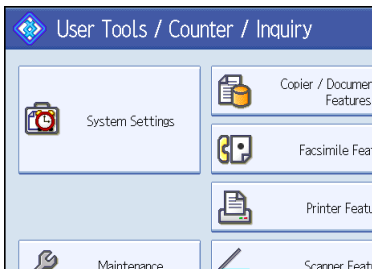 User Tools / Counter / Inquiry
System Settings
Copier / Documen
Features
Facsimile Fea
Printer Featu
Maintenance
Scanner Feat